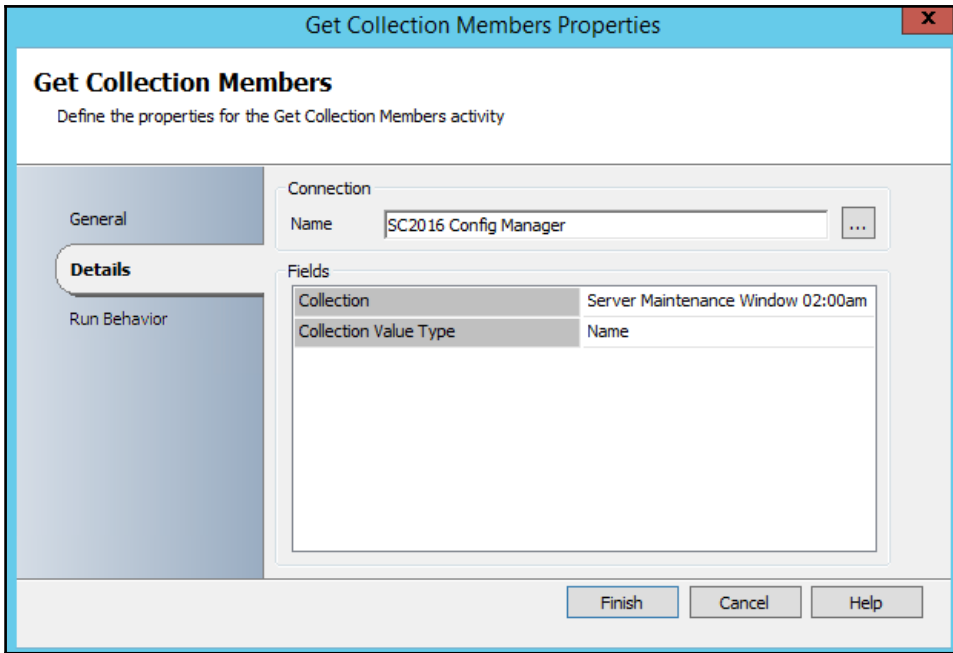 Get Collection Members Properties
x
Get Collection Members
Define the properties for the Get Collection Members activity
General
Details
Run Behavior
Connection
Name SC2016 Config Manager ...
Fields
Collection Server Maintenance Window 02:00am
Collection Value Type Name
Finish Cancel Help